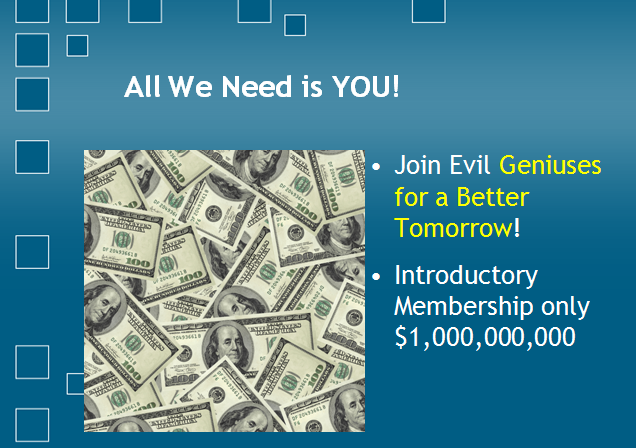 All We Need is YOU!
• Join Evil Geniuses
for a Better
Tomorrow!
• Introductory
Membership only
$1,000,000,000